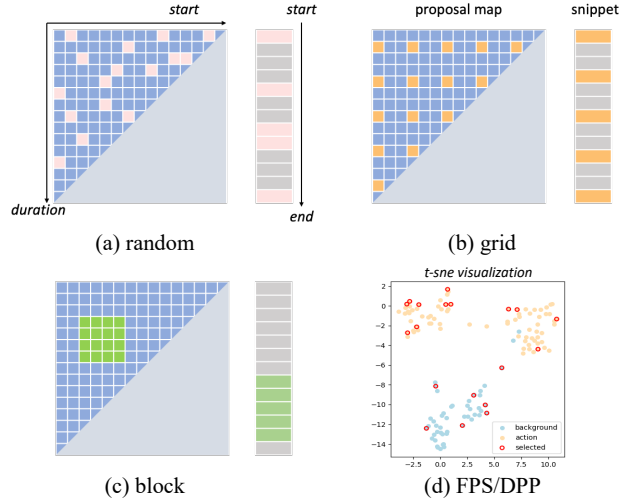 start
start
duration
end
(a) random
proposal map
snippet
(b) grid
(c) block
t-sne visualization
2
0
−2
−4
−6
−8
−10
−12
−14
−2.5 0.0 2.5 5.0 7.5 10.0
background
action
selected
(d) FPS/DPP